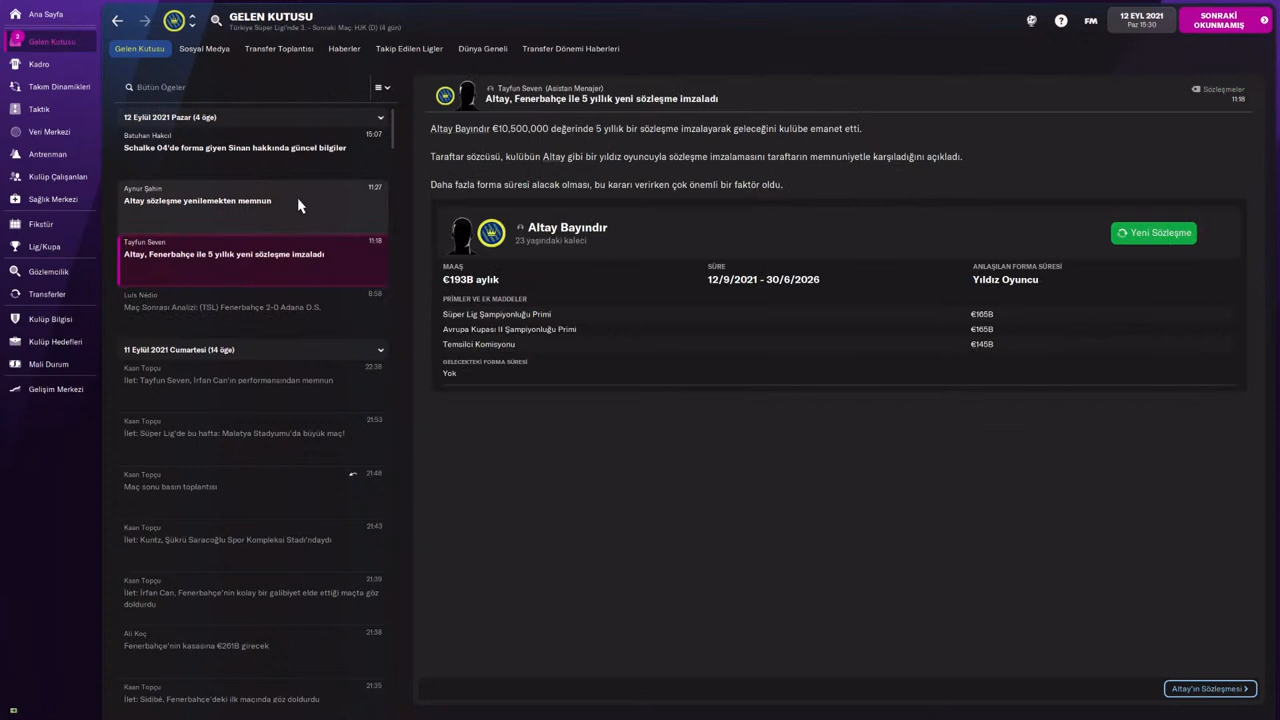 Ana Sayfa
2
Gelen Kutusu
Kadro
Takım Dinamikleri
Taktik
Veri Merkezi
Antrenman
Kulüp Çalışanları
Sağlık Merkezi
Fikstür
Lig/Kupa
Gözlemcilik
Transferler
Kulüp Bilgisi
Kulüp Hedefleri
Mali Durum
Gelişim Merkezi
GELEN KUTUSU
Türkiye Süper Ligi'nde 3. - Sonraki Maç: HJK (D) (4 gün)
?
FM
12 EYL 2021
Paz 15:30
SONRAKİ
OKUNMAMIŞ
Gelen Kutusu
Sosyal Medya
Transfer Toplantısı
Haberler
Takip Edilen Ligler
Dünya Geneli
Transfer Dönemi Haberleri
Bütün Ögeler
12 Eylül 2021 Pazar (4 öge)
Batuhan Hakcıl 15:07
Schalke 04'de forma giyen Sinan hakkında güncel bilgiler
Aynur Şahin 11:27
Altay sözleşme yenilemekten memnun
Tayfun Seven 11:18
Altay, Fenerbahçe ile 5 yıllık yeni sözleşme imzaladı
Luis Nédio 8:58
Maç Sonrası Analizi: (TSL) Fenerbahçe 2-0 Adana D.S.
11 Eylül 2021 Cumartesi (14 öge)
Kaan Topçu 22:38
İlet: Tayfun Seven, İrfan Can'ın performansından memnun
Kaan Topçu 21:53
İlet: Süper Lig'de bu hafta: Malatya Stadyumu'da büyük maç!
Kaan Topçu 21:48
Maç sonu basın toplantısı
Kaan Topçu 21:43
İlet: Kuntz, Şükrü Saracoğlu Spor Kompleksi Stadı'ndaydı
Kaan Topçu 21:39
İlet: İrfan Can, Fenerbahçe'nin kolay bir galibiyet elde ettiği maçta göz
doldurdu
Ali Koç 21:38
Fenerbahçe'nin kasasına €261B girecek
Kaan Topçu 21:35
İlet: Sidibé, Fenerbahçe'deki ilk maçında göz doldurdu
Tayfun Seven (Asistan Menajer)
Altay, Fenerbahçe ile 5 yıllık yeni sözleşme imzaladı
Sözleşmeler
11:18
Altay Bayındır €10,500,000 değerinde 5 yıllık bir sözleşme imzalayarak geleceğini kulübe emanet etti.
Taraftar sözcüsü, kulübün Altay gibi bir yıldız oyuncuyla sözleşme imzalamasını taraftarın memnuniyetle karşıladığını açıkladı.
Daha fazla forma süresi alacak olması, bu kararı verirken çok önemli bir faktör oldu.
Altay Bayındır
23 yaşındaki kaleci
Yeni Sözleşme
MAAŞ
€193B aylık
SÜRE
12/9/2021 - 30/6/2026
ANLAŞILAN FORMA SÜRESİ
Yıldız Oyuncu
PRİMLER VE EK MADDELER
Süper Lig Şampiyonluğu Primi €165B
Avrupa Kupası II Şampiyonluğu Primi €165B
Temsilci Komisyonu €145B
GELECEKTEKİ FORMA SÜRESİ
Yok
Altay'ın Sözleşmesi